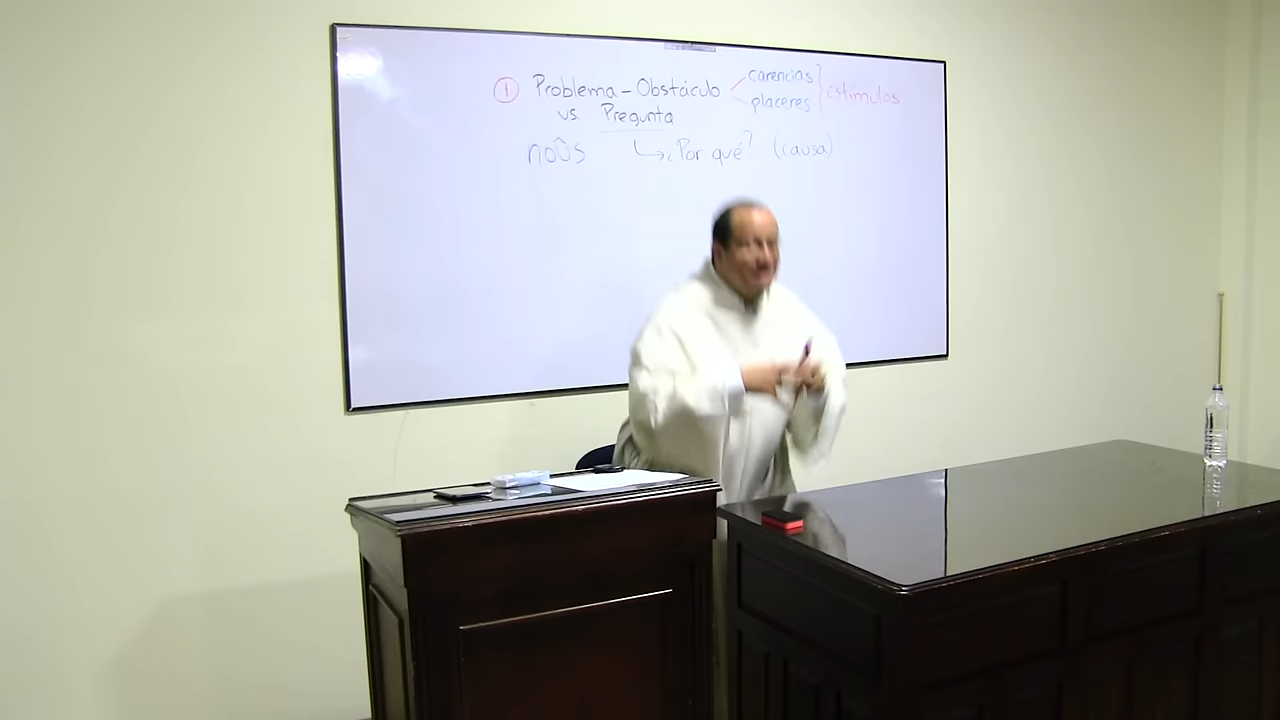 ① Problema - Obstáculo carencias placeres } estímulos
vs Pregunta
noûs ↳ ¿Por qué? (causa)